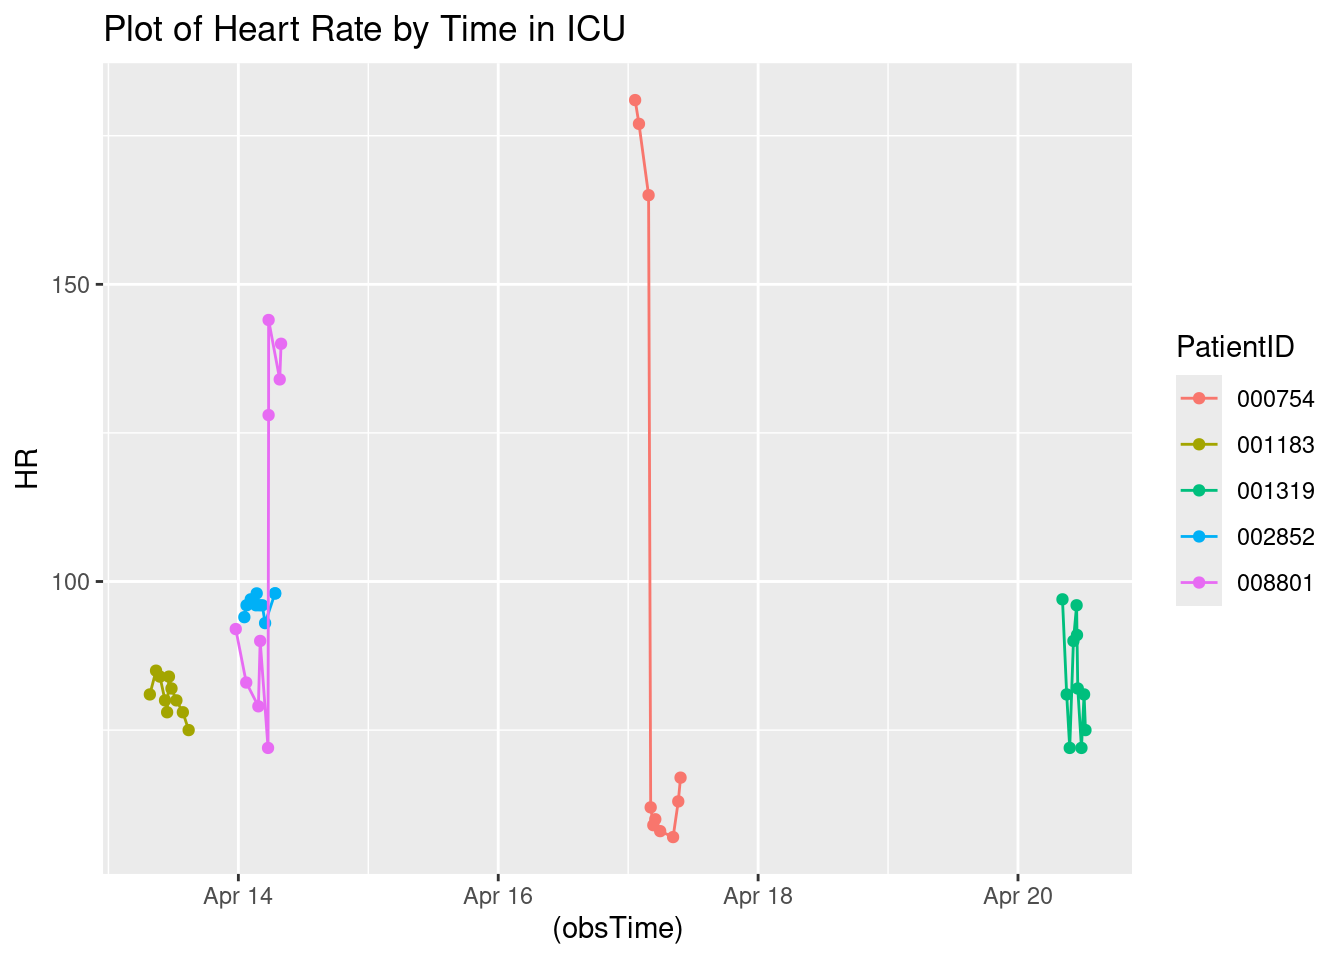 Plot of Heart Rate by Time in ICU
HR
150
100
Apr 14
Apr 16
Apr 18
Apr 20
(obsTime)
PatientID
000754
001183
001319
002852
008801